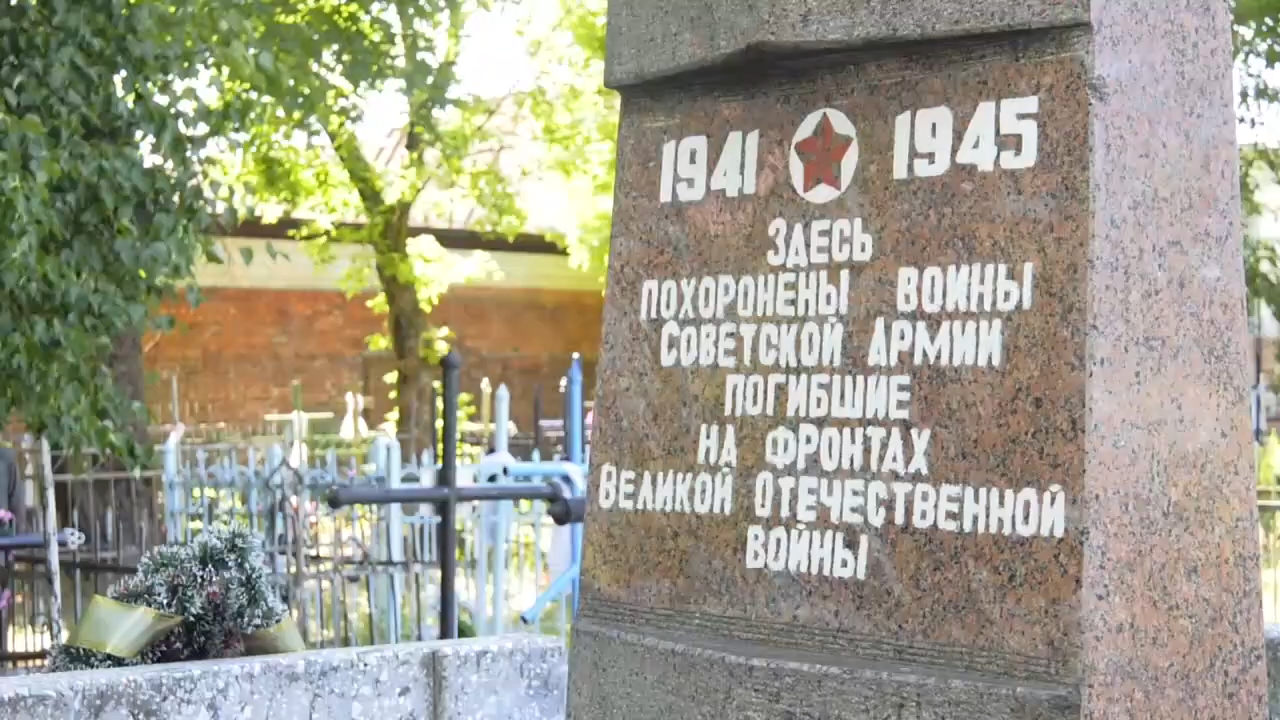 1941 1945
ЗДЕСЬ
ПОХОРОНЕНЫ ВОИНЫ
СОВЕТСКОЙ АРМИИ
ПОГИБШИЕ
НА ФРОНТАХ
ВЕЛИКОЙ ОТЕЧЕСТВЕННОЙ
ВОЙНЫ